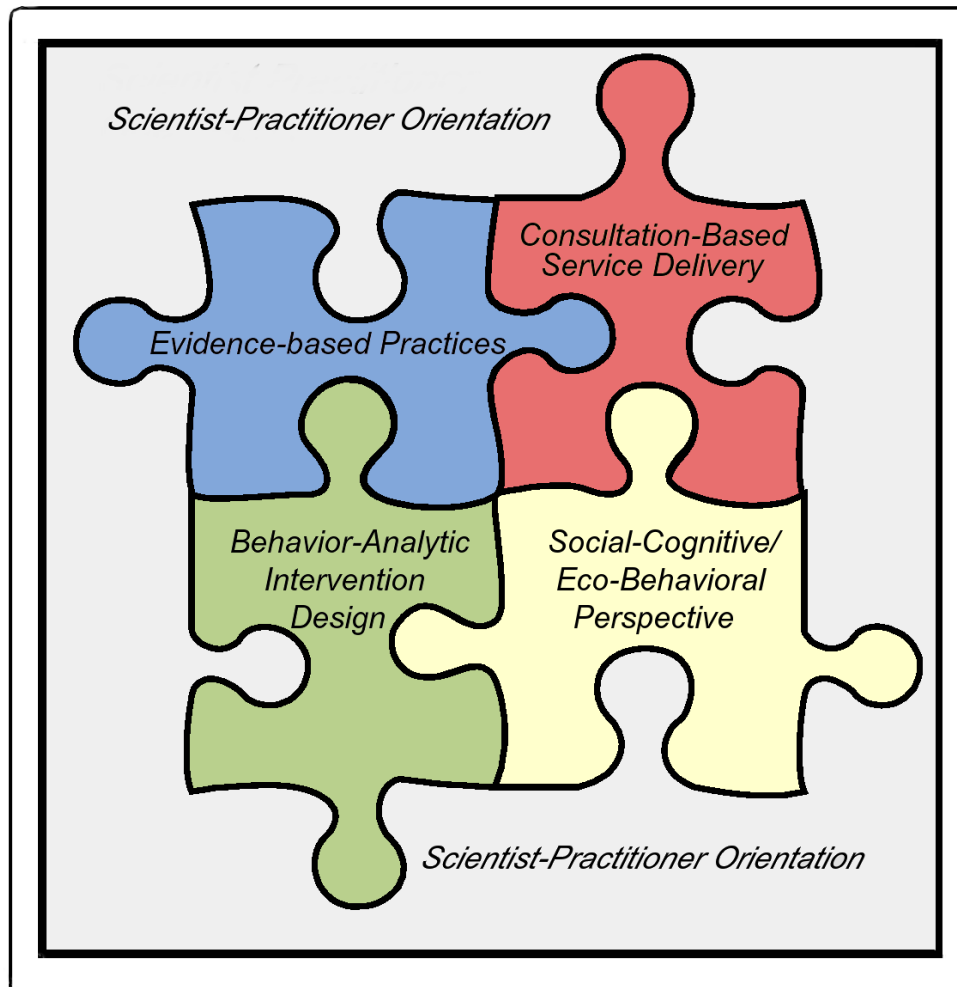 Scientist-Practitioner Orientation
Consultation-Based
Service Delivery
Evidence-based Practices
Behavior-Analytic
Intervention
Design
Social-Cognitive/
Eco-Behavioral
Perspective
Scientist-Practitioner Orientation